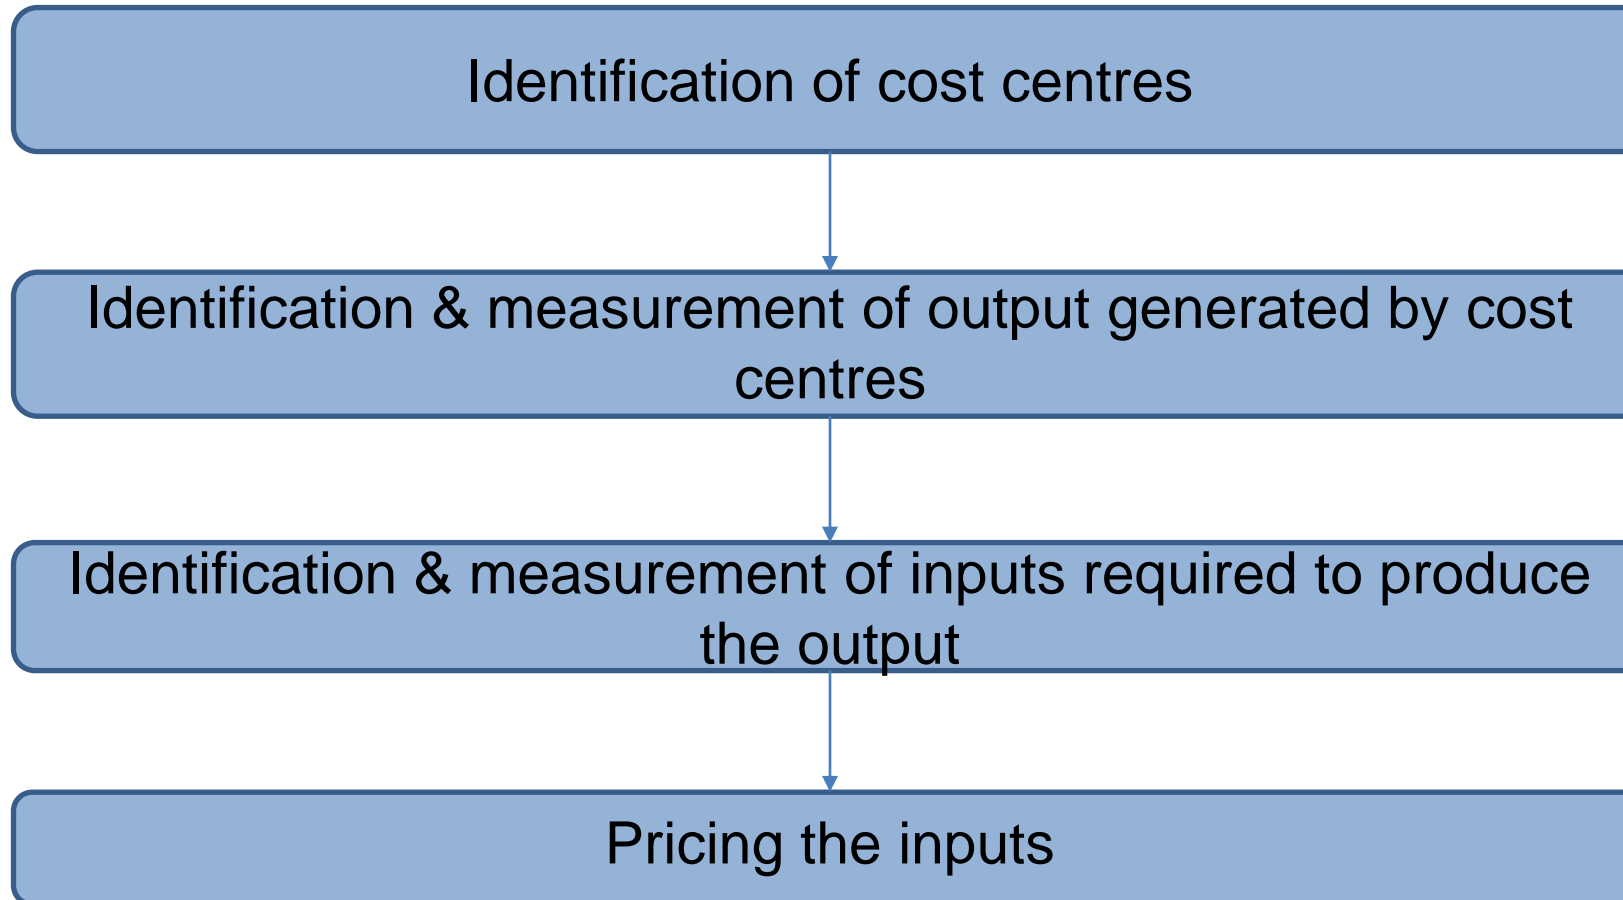 Identification of cost centres
Identification & measurement of output generated by cost
centres
Identification & measurement of inputs required to produce
the output
Pricing the inputs